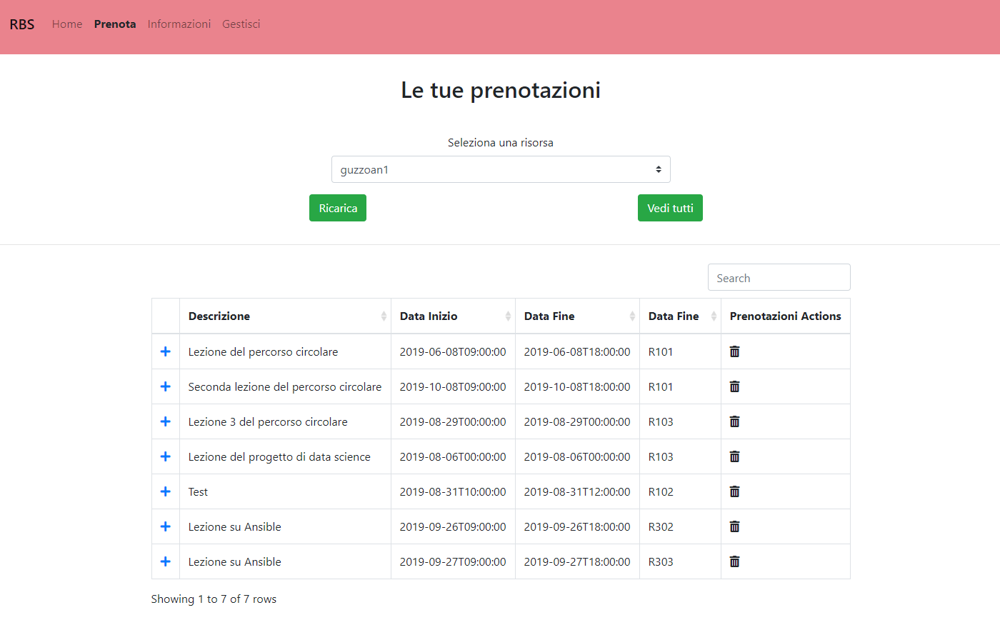 RBS Home Prenota Informazioni Gestisci
Le tue prenotazioni
Seleziona una risorsa
guzzoan1
Ricarica Vedi tutti
Search
Descrizione Data Inizio Data Fine Data Fine Prenotazioni Actions
Lezione del percorso circolare 2019-06-08T09:00:00 2019-06-08T18:00:00 R101
Seconda lezione del percorso circolare 2019-10-08T09:00:00 2019-10-08T18:00:00 R101
Lezione 3 del percorso circolare 2019-08-29T00:00:00 2019-08-29T00:00:00 R103
Lezione del progetto di data science 2019-08-06T00:00:00 2019-08-06T00:00:00 R103
Test 2019-08-31T10:00:00 2019-08-31T12:00:00 R102
Lezione su Ansible 2019-09-26T09:00:00 2019-09-26T18:00:00 R302
Lezione su Ansible 2019-09-27T09:00:00 2019-09-27T18:00:00 R303
Showing 1 to 7 of 7 rows